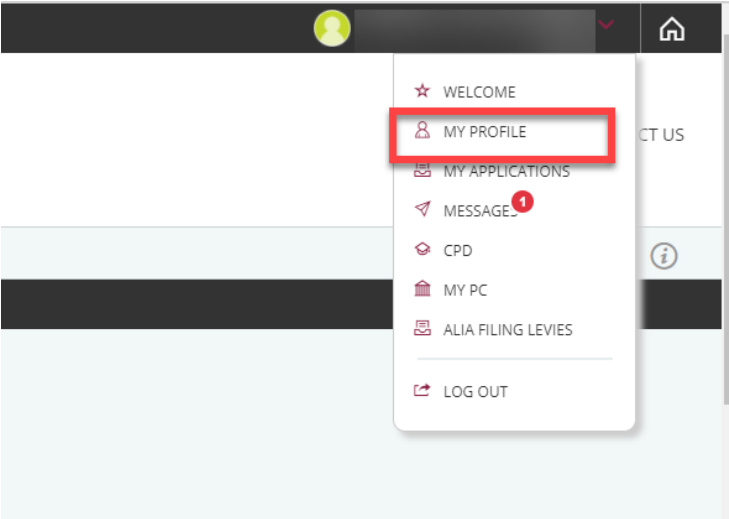 WELCOME
MY PROFILE
CT US
MY APPLICATIONS
MESSAGES
1
CPD
i
MY PC
ALIA FILING LEVIES
LOG OUT